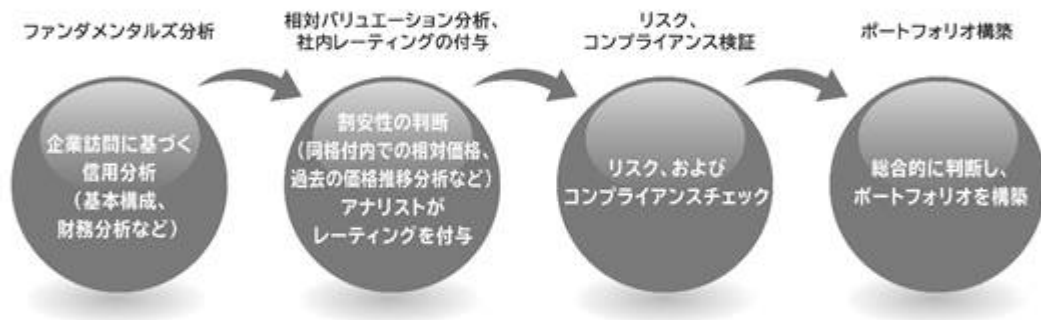 ファンダメンタルズ分析
相対バリュエーション分析、
社内レーティングの付与
リスク、
コンプライアンス検証
ポートフォリオ構築
企業訪問に基づく
信用分析
(基本構成、
財務分析など)
割安性の判断
(同格付内での相対価格、
過去の価格推移分析など)
アナリストが
レーティングを付与
リスク、および
コンプライアンスチェック
総合的に判断し、
ポートフォリオを構築